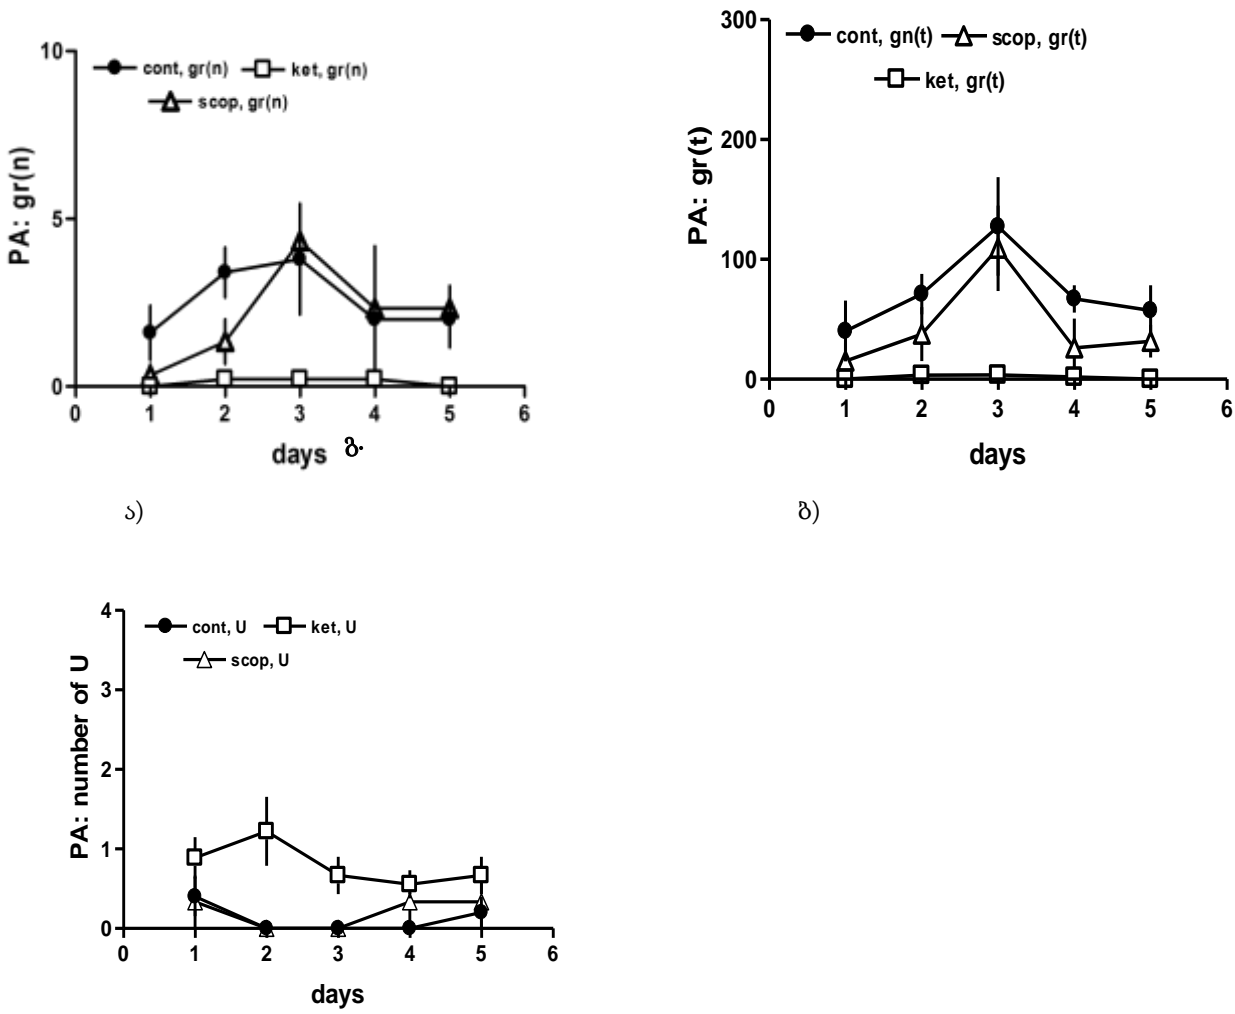 10
cont, gr(n) ket, gr(n)
scop, gr(n)
PA: gr(n)
5
0
0 1 2 3 4 5 6
days გ.
ა)
300
cont, gn(t) scop, gr(t)
ket, gr(t)
PA: gr(t)
200
100
0
0 1 2 3 4 5 6
days
ბ)
4
cont, U ket, U
scop, U
PA: number of U
3
2
1
0
0 1 2 3 4 5 6
days